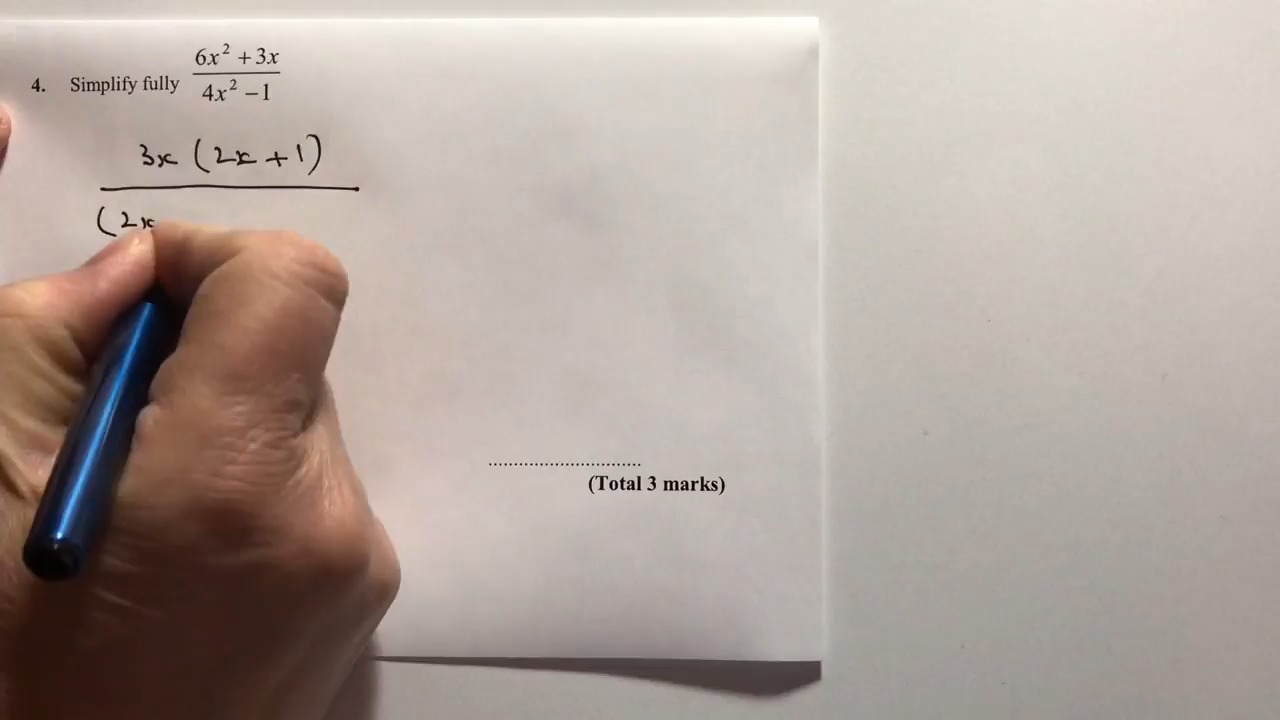 4. Simplify fully (6x² + 3x)/(4x² − 1)
3x (2x + 1)
(2x
(Total 3 marks)